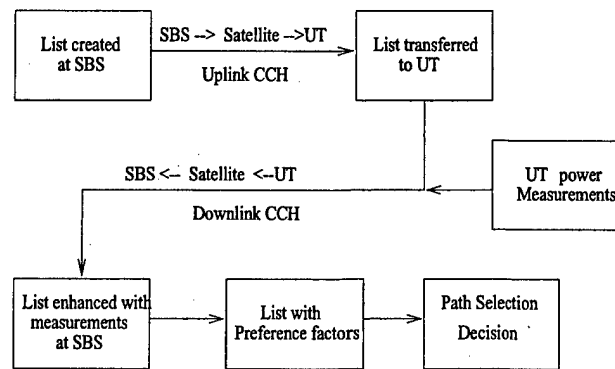 List created
at SBS
SBS --> Satellite -->UT
Uplink CCH
List transferred
to UT
SBS <-- Satellite <--UT
Downlink CCH
UT power
Measurements
List enhanced with
measurements
at SBS
List with
Preference factors
Path Selection
Decision